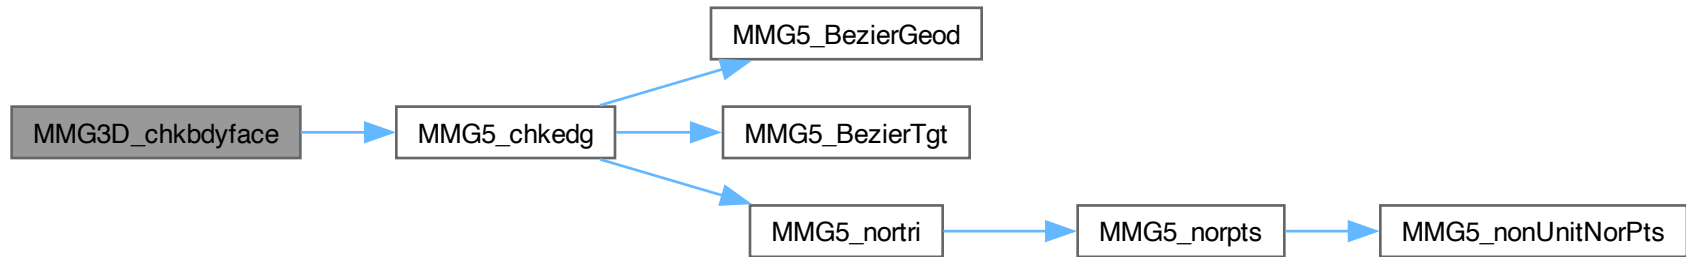 MMG5_BezierGeod
MMG3D_chkbdyface
MMG5_chkedg
MMG5_BezierTgt
MMG5_nortri
MMG5_norpts
MMG5_nonUnitNorPts